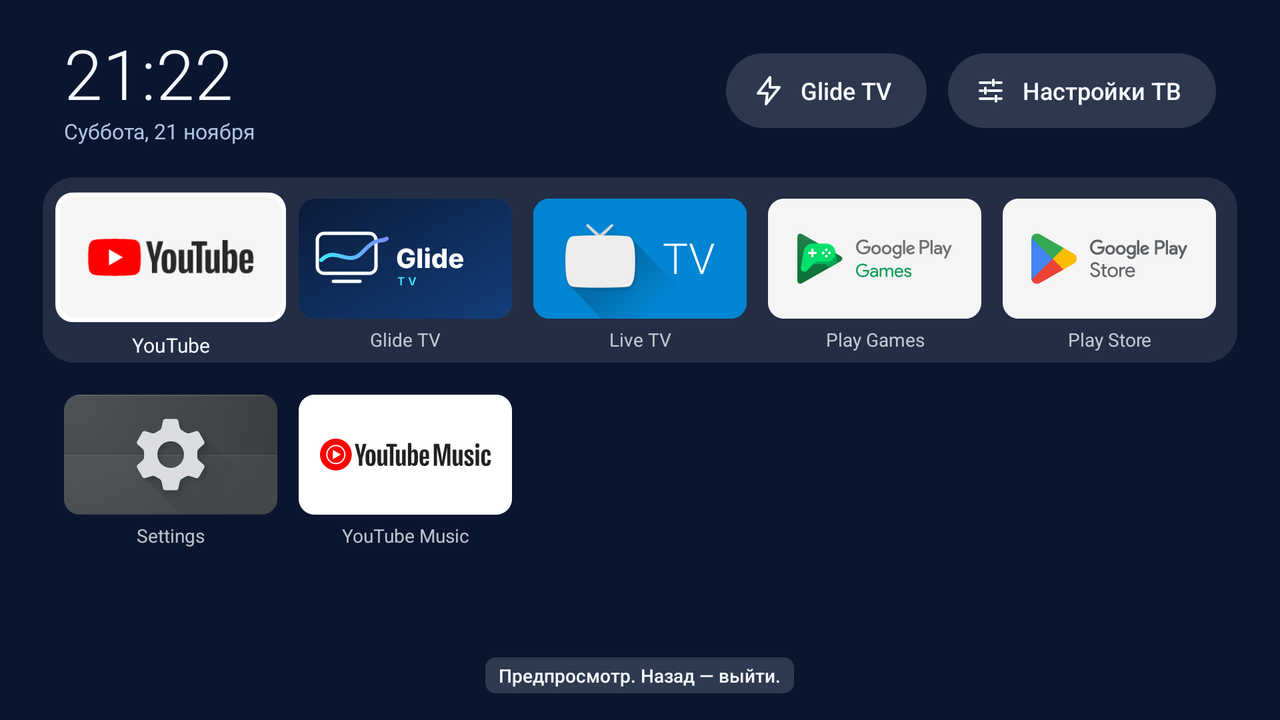 21:22
Суббота, 21 ноября
Glide TV
Настройки ТВ
YouTube
Glide
TV
TV
Google Play
Games
Google Play
Store
YouTube
Glide TV
Live TV
Play Games
Play Store
YouTube Music
Settings
YouTube Music
Предпросмотр. Назад — выйти.